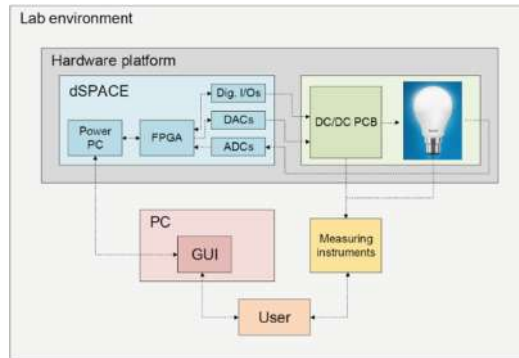 Lab environment
Hardware platform
dSPACE
Dig. I/Os
DACs
ADCs
Power
PC
FPGA
DC/DC PCB
PC
GUI
Measuring
instruments
User